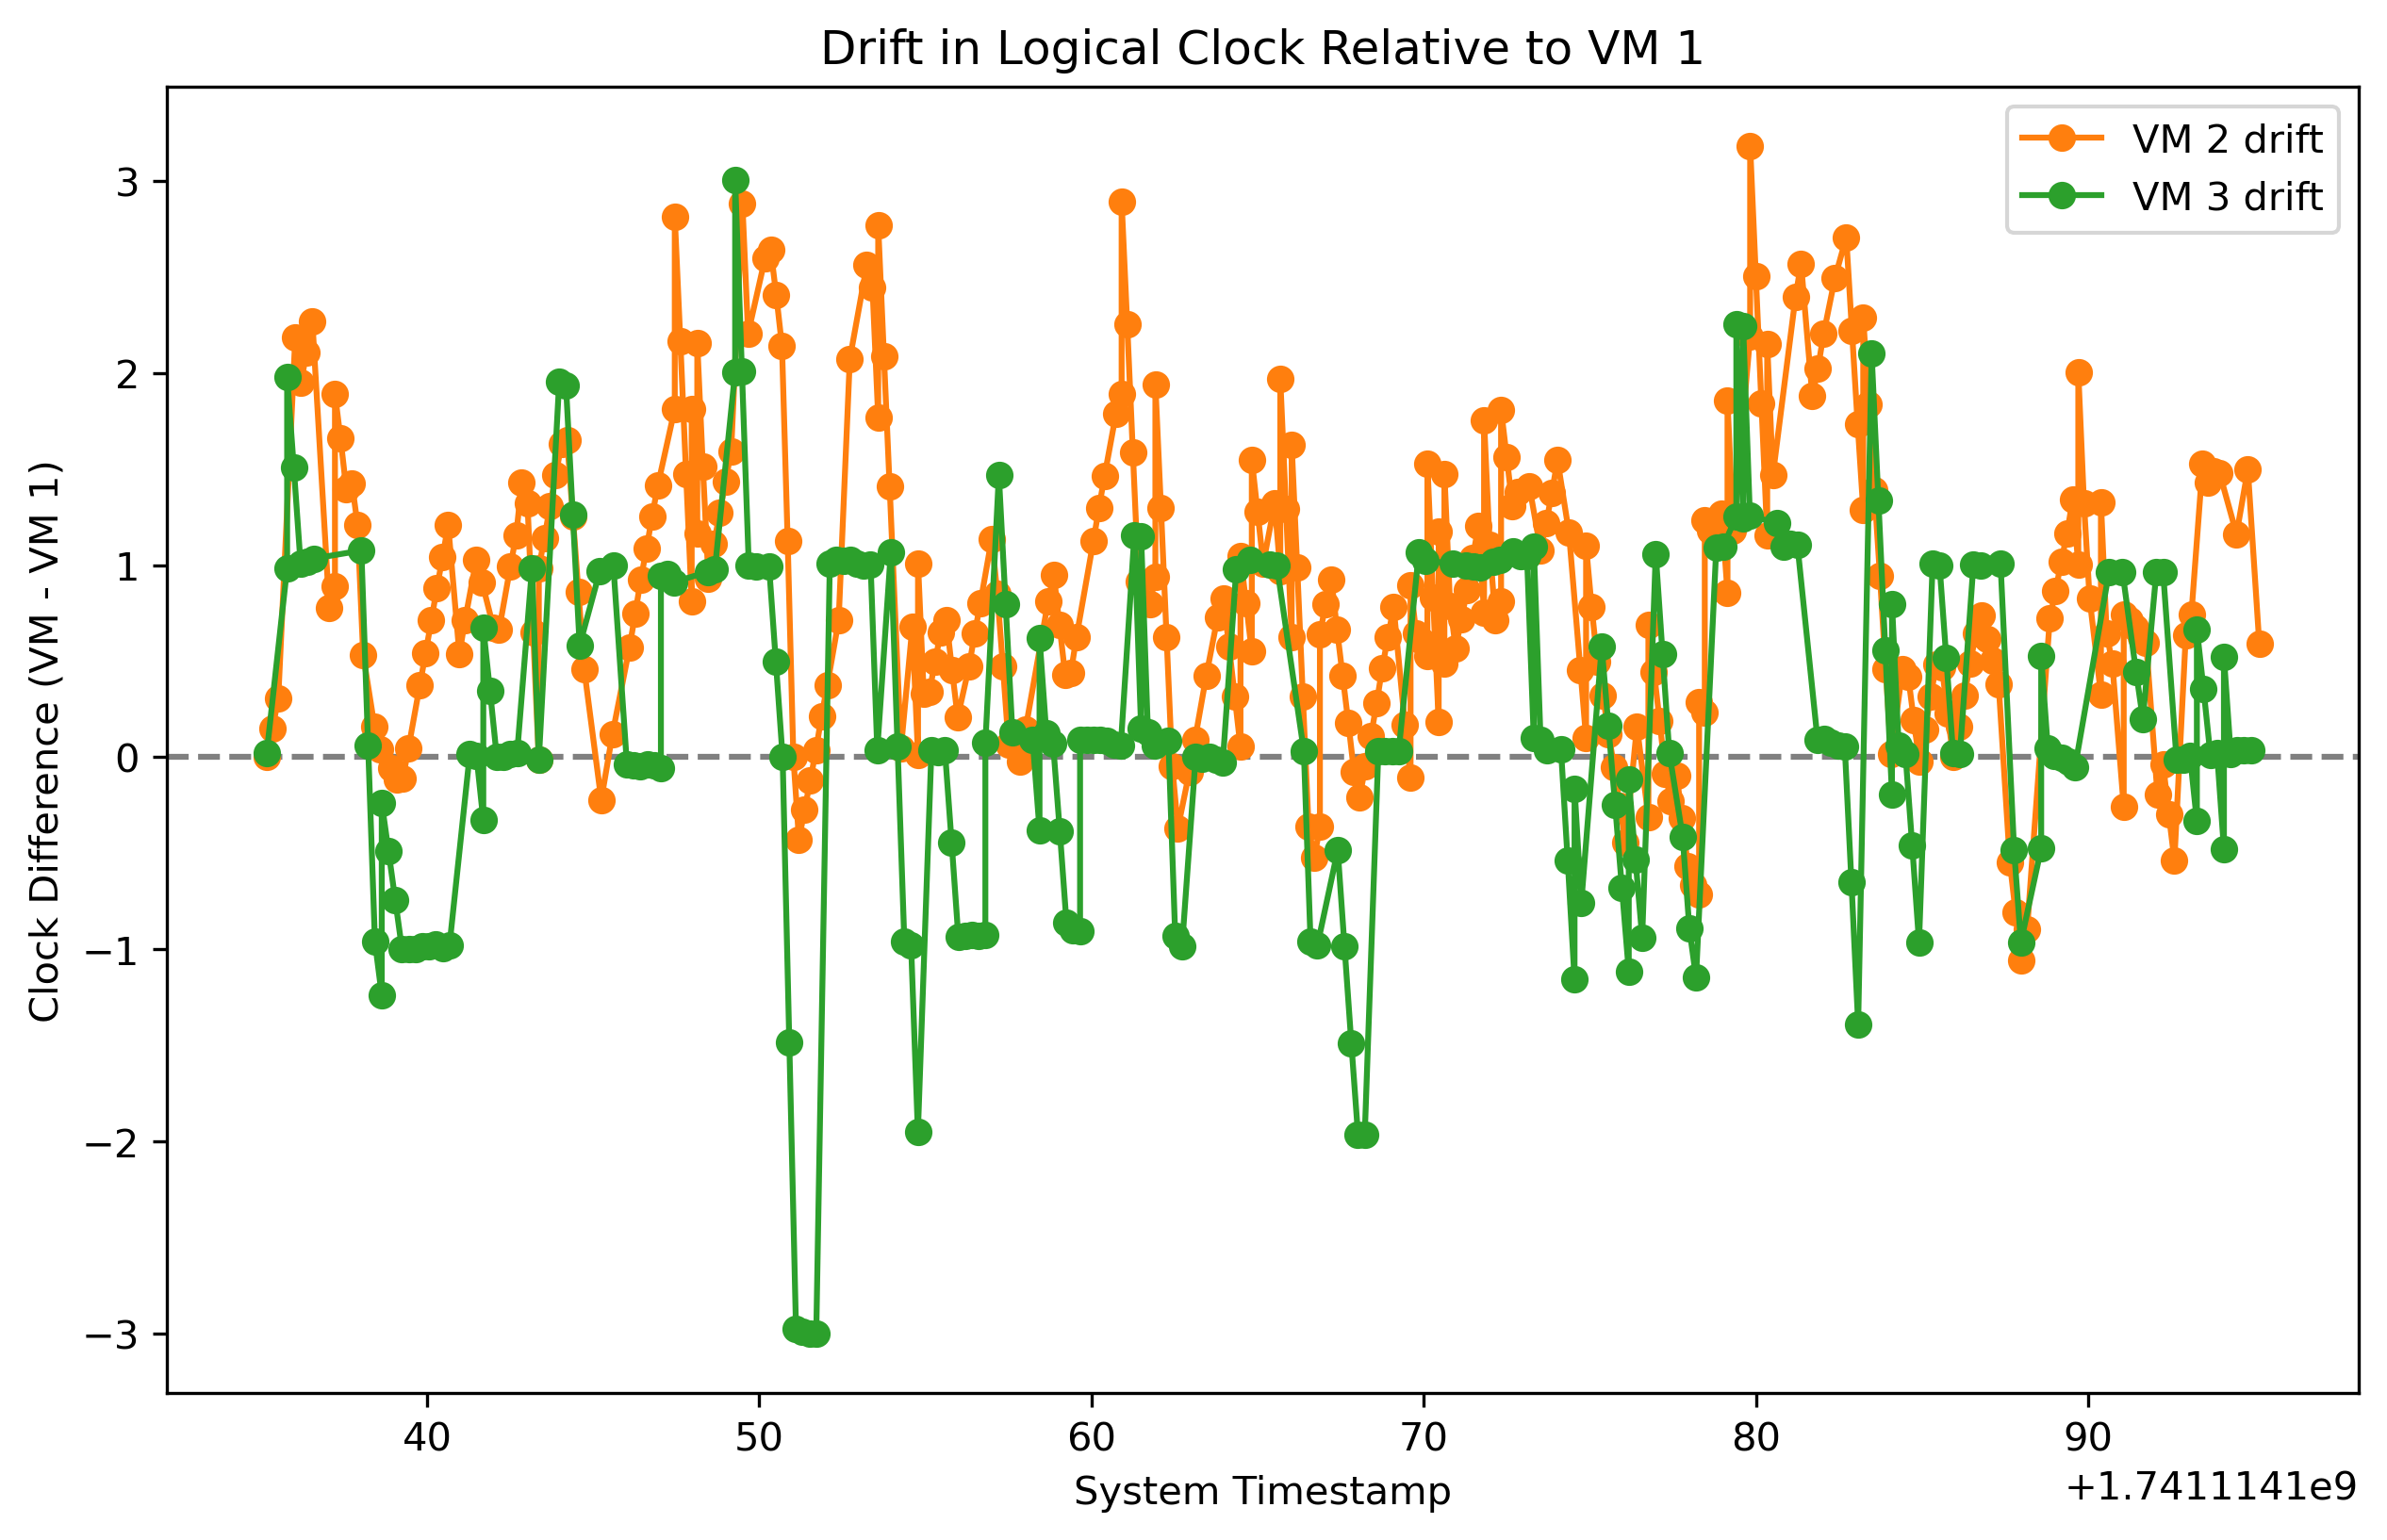 Drift in Logical Clock Relative to VM 1
VM 2 drift
VM 3 drift
Clock Difference (VM - VM 1)
3
2
1
0
−1
−2
−3
40
50
60
70
80
90
System Timestamp
+1.7411141e9